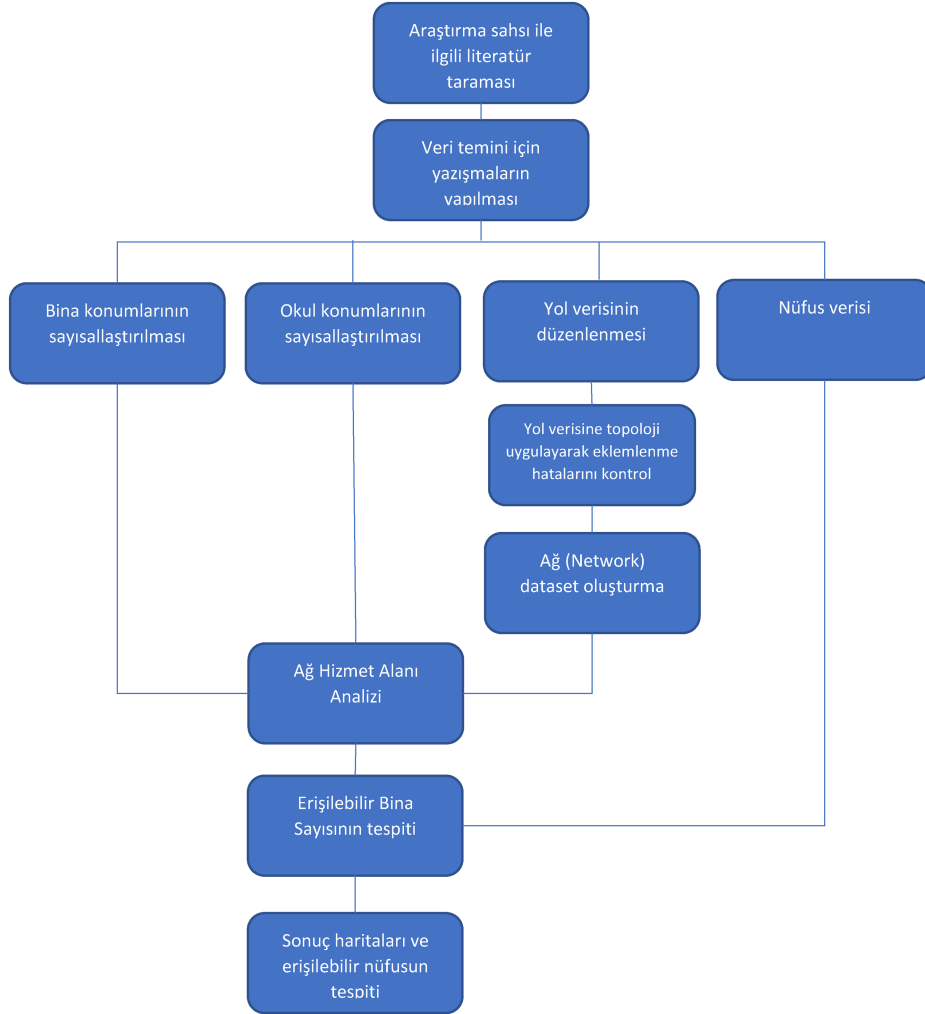 Araştırma sahsı ile
ilgili literatür
taraması
Veri temini için
yazışmaların
yapılması
Bina konumlarının
sayısallaştırılması
Okul konumlarının
sayısallaştırılması
Yol verisinin
düzenlenmesi
Nüfus verisi
Yol verisine topoloji
uygulayarak eklemlenme
hatalarını kontrol
Ağ (Network)
dataset oluşturma
Ağ Hizmet Alanı
Analizi
Erişilebilir Bina
Sayısının tespiti
Sonuç haritaları ve
erişilebilir nüfusun
tespiti